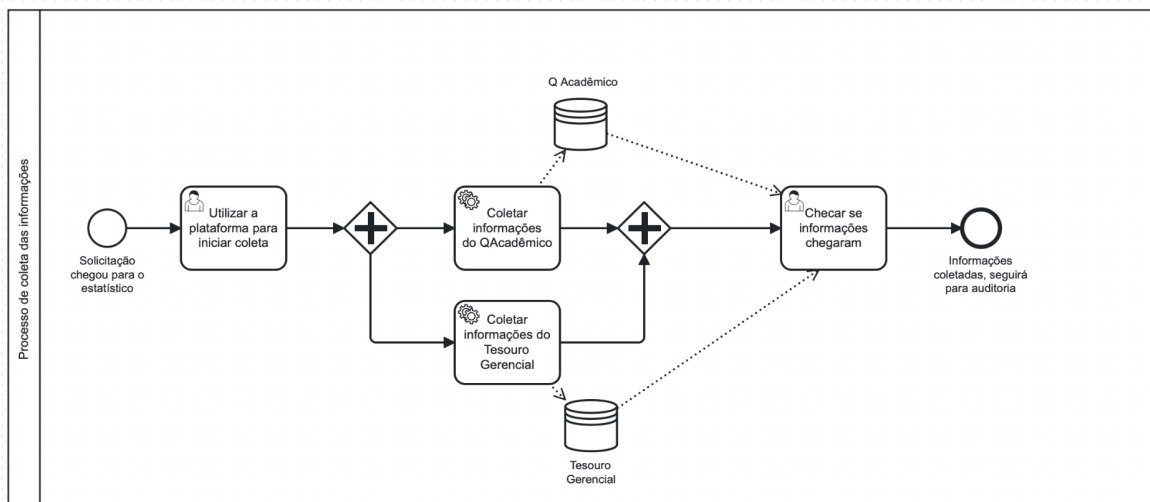 Processo de coleta das informações
Solicitação
chegou para o
estatístico
Utilizar a
plataforma para
iniciar coleta
Q Acadêmico
Coletar
informações
do QAcadêmico
Coletar
informações do
Tesouro
Gerencial
Tesouro
Gerencial
Checar se
informações
chegaram
Informações
coletadas, seguirá
para auditoria